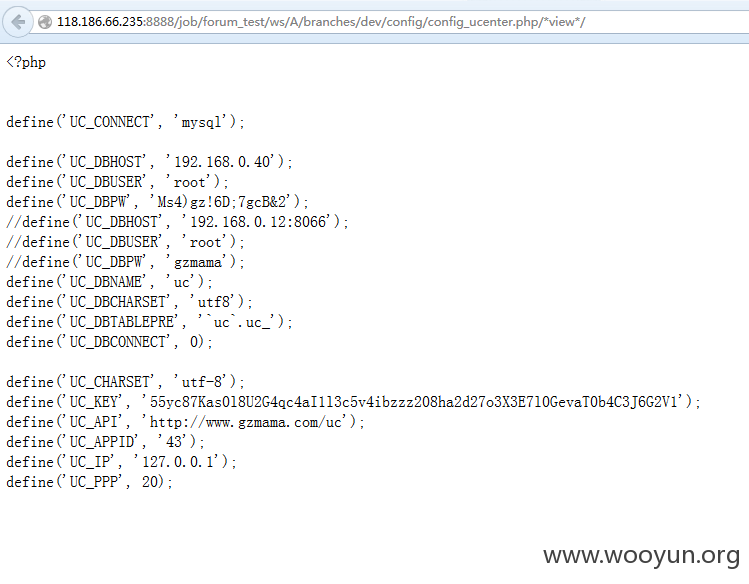 118.186.66.235:8888/job/forum_test/ws/A/branches/dev/config/config_ucenter.php/*view*/
<?php
define('UC_CONNECT', 'mysql');
define('UC_DBHOST', '192.168.0.40');
define('UC_DBUSER', 'root');
define('UC_DBPW', 'Ms4)gz!6D;7gcB&2');
//define('UC_DBHOST', '192.168.0.12:8066');
//define('UC_DBUSER', 'root');
//define('UC_DBPW', 'gzmama');
define('UC_DBNAME', 'uc');
define('UC_DBCHARSET', 'utf8');
define('UC_DBTABLEPRE', '`uc`.uc_');
define('UC_DBCONNECT', 0);
define('UC_CHARSET', 'utf-8');
define('UC_KEY', '55yc87Kas0l8U2G4qc4aI1l3c5v4ibzzz208ha2d27o3X3E7l0GevaT0b4C3J6G2V1');
define('UC_API', 'http://www.gzmama.com/uc');
define('UC_APPID', '43');
define('UC_IP', '127.0.0.1');
define('UC_PPP', 20);
www.wooyun.org